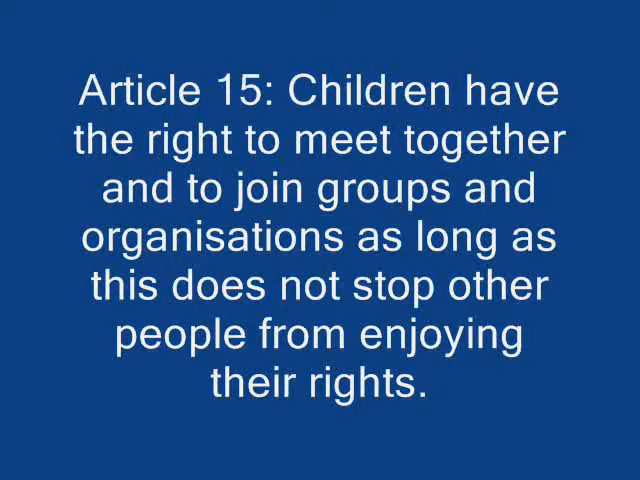 Article 15: Children have
the right to meet together
and to join groups and
organisations as long as
this does not stop other
people from enjoying
their rights.